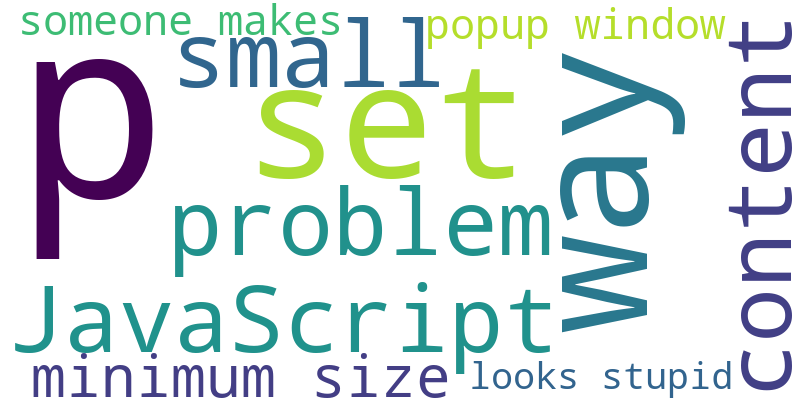 someone makes
popup window
small
p
set
way
content
problem
JavaScript
minimum size
looks stupid